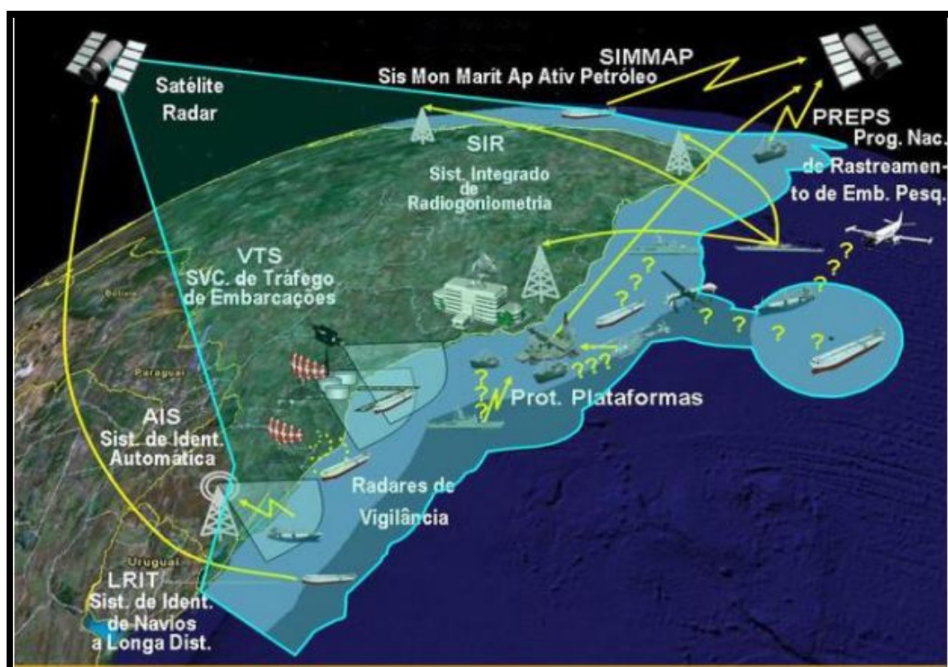 SIMMAP
Sis Mon Marít Ap Ativ Petróleo
Satélite
Radar
PREPS
Prog. Nac.
de Rastreamen-
to de Emb. Pesq.
SIR
Sist. Integrado
de
Radiogoniometria
VTS
SVC. de Tráfego
de Embarcações
Bolivia
Paraguai
? ? ? ? ? ? ? ? ? ?
? ? ?
? ? ?
Prot. Plataformas
AIS
Sist. de Ident.
Automática
Radares de
Vigilância
Uruguai
LRIT
Sist. de Ident.
de Navios
a Longa Dist.